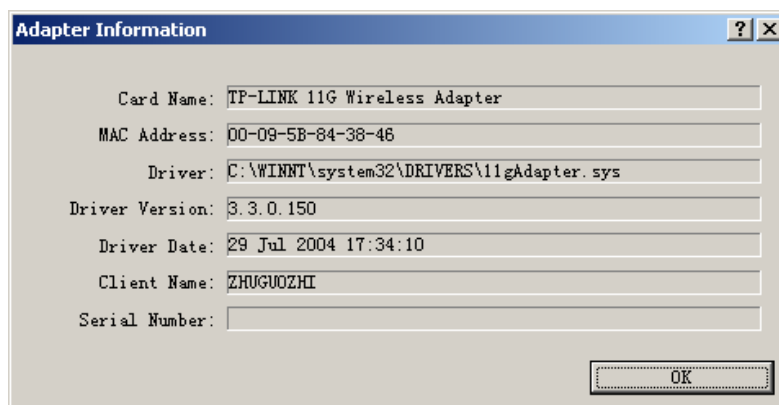 Adapter Information
Card Name: TP-LINK 11G Wireless Adapter
MAC Address: 00-09-5B-84-38-46
Driver: C:\WINNT\system32\DRIVERS\11gAdapter.sys
Driver Version: 3.3.0.150
Driver Date: 29 Jul 2004 17:34:10
Client Name: ZHUGUOZHI
Serial Number:
OK